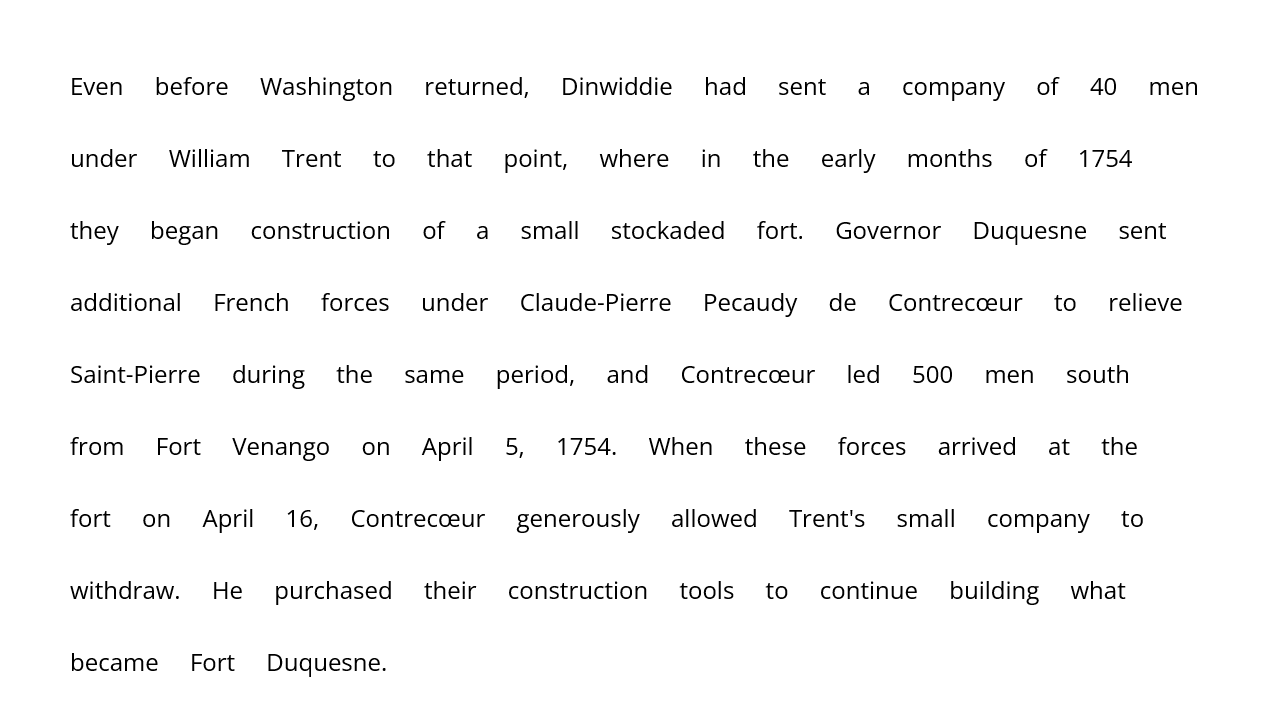 Even before Washington returned, Dinwiddie had sent a company of 40 men
under William Trent to that point, where in the early months of 1754
they began construction of a small stockaded fort. Governor Duquesne sent
additional French forces under Claude-Pierre Pecaudy de Contrecœur to relieve
Saint-Pierre during the same period, and Contrecœur led 500 men south
from Fort Venango on April 5, 1754. When these forces arrived at the
fort on April 16, Contrecœur generously allowed Trent's small company to
withdraw. He purchased their construction tools to continue building what
became Fort Duquesne.